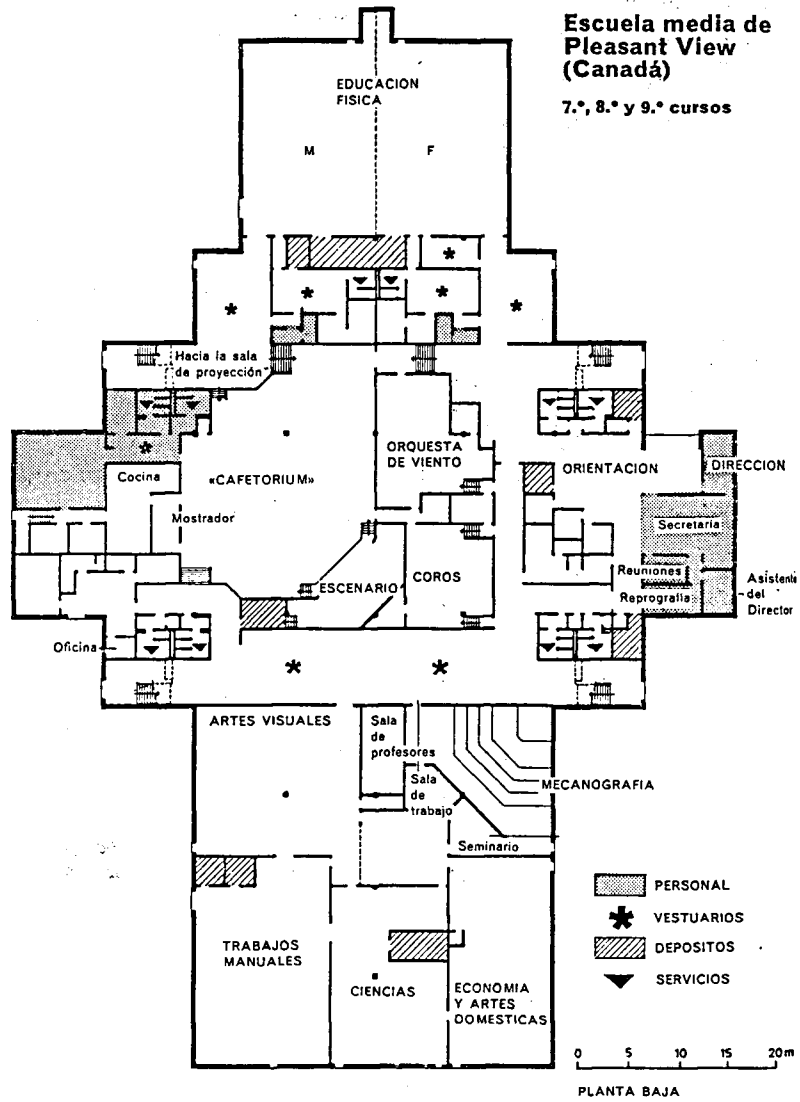 Escuela media de
Pleasant View
(Canadá)
7.º, 8.º y 9.º cursos
EDUCACION
FISICA
M F
Hacia la sala
de proyección
ORQUESTA
DE VIENTO
ORIENTACION
DIRECCION
Cocina
«CAFETORIUM»
Mostrador
Secretaría
ESCENARIO
COROS
Reuniones
Reprografía
Asistente
del
Director
Oficina
ARTES VISUALES
Sala
de
profesores
Sala
de
trabajo
MECANOGRAFIA
Seminario
TRABAJOS
MANUALES
CIENCIAS
ECONOMIA
Y ARTES
DOMESTICAS
PERSONAL
VESTUARIOS
DEPOSITOS
SERVICIOS
0 5 10 15 20 m
PLANTA BAJA